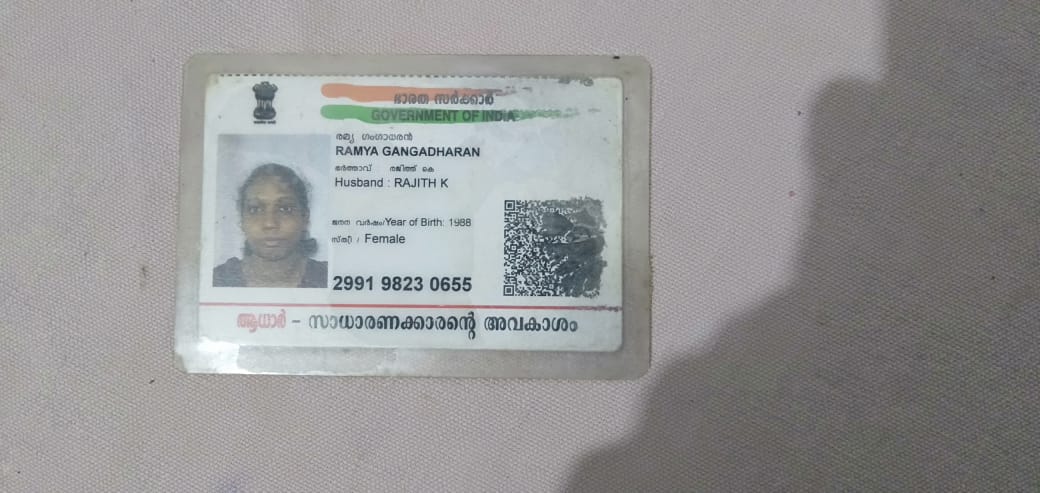 ഭാരത സർക്കാർ
GOVERNMENT OF INDIA
രമ്യ ഗംഗാധരൻ
RAMYA GANGADHARAN
ഭർത്താവ് രജിത്ത് കെ
Husband : RAJITH K
ജനന വർഷം/Year of Birth: 1988
സ്ത്രീ / Female
2991 9823 0655
ആധാർ – സാധാരണക്കാരന്റെ അവകാശം